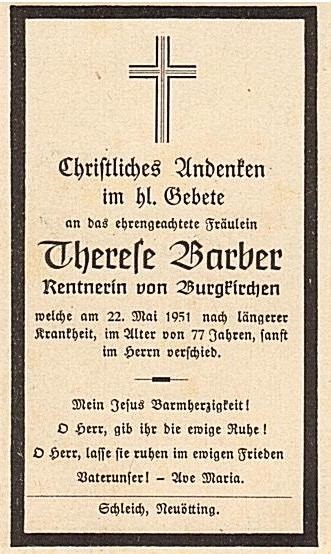 Christliches Andenken
im hl. Gebete
an das ehrengeachtete Fräulein
Therese Barber
Rentnerin von Burgkirchen
welche am 22. Mai 1951 nach längerer
Krankheit, im Alter von 77 Jahren, sanft
im Herrn verschied.
Mein Jesus Barmherzigkeit!
O Herr, gib ihr die ewige Ruhe!
O Herr, lasse sie ruhen im ewigen Frieden
Vaterunser! – Ave Maria.
Schleich, Neuötting.